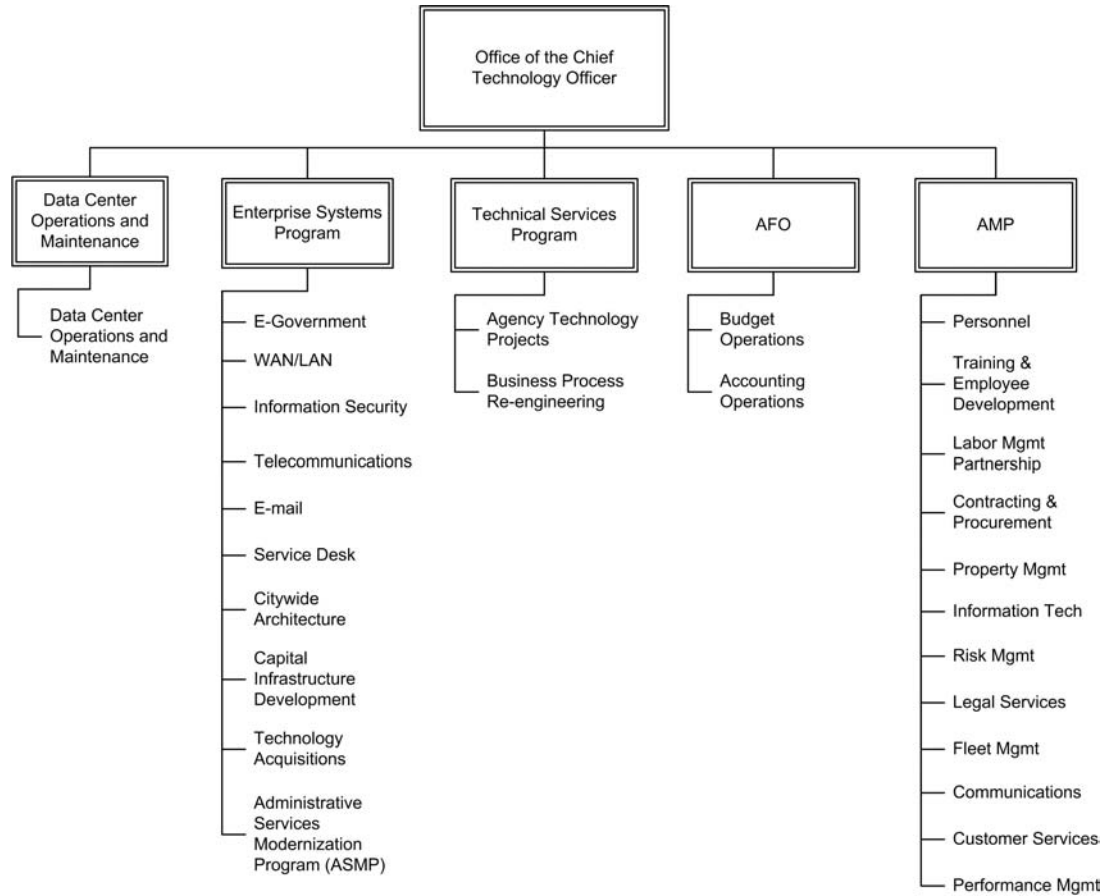 Office of the Chief
Technology Officer
Data Center
Operations and
Maintenance
Enterprise Systems
Program
Technical Services
Program
AFO
AMP
Data Center
Operations and
Maintenance
E-Government
WAN/LAN
Information Security
Telecommunications
E-mail
Service Desk
Citywide
Architecture
Capital
Infrastructure
Development
Technology
Acquisitions
Administrative
Services
Modernization
Program (ASMP)
Agency Technology
Projects
Business Process
Re-engineering
Budget
Operations
Accounting
Operations
Personnel
Training &
Employee
Development
Labor Mgmt
Partnership
Contracting &
Procurement
Property Mgmt
Information Tech
Risk Mgmt
Legal Services
Fleet Mgmt
Communications
Customer Services
Performance Mgmt